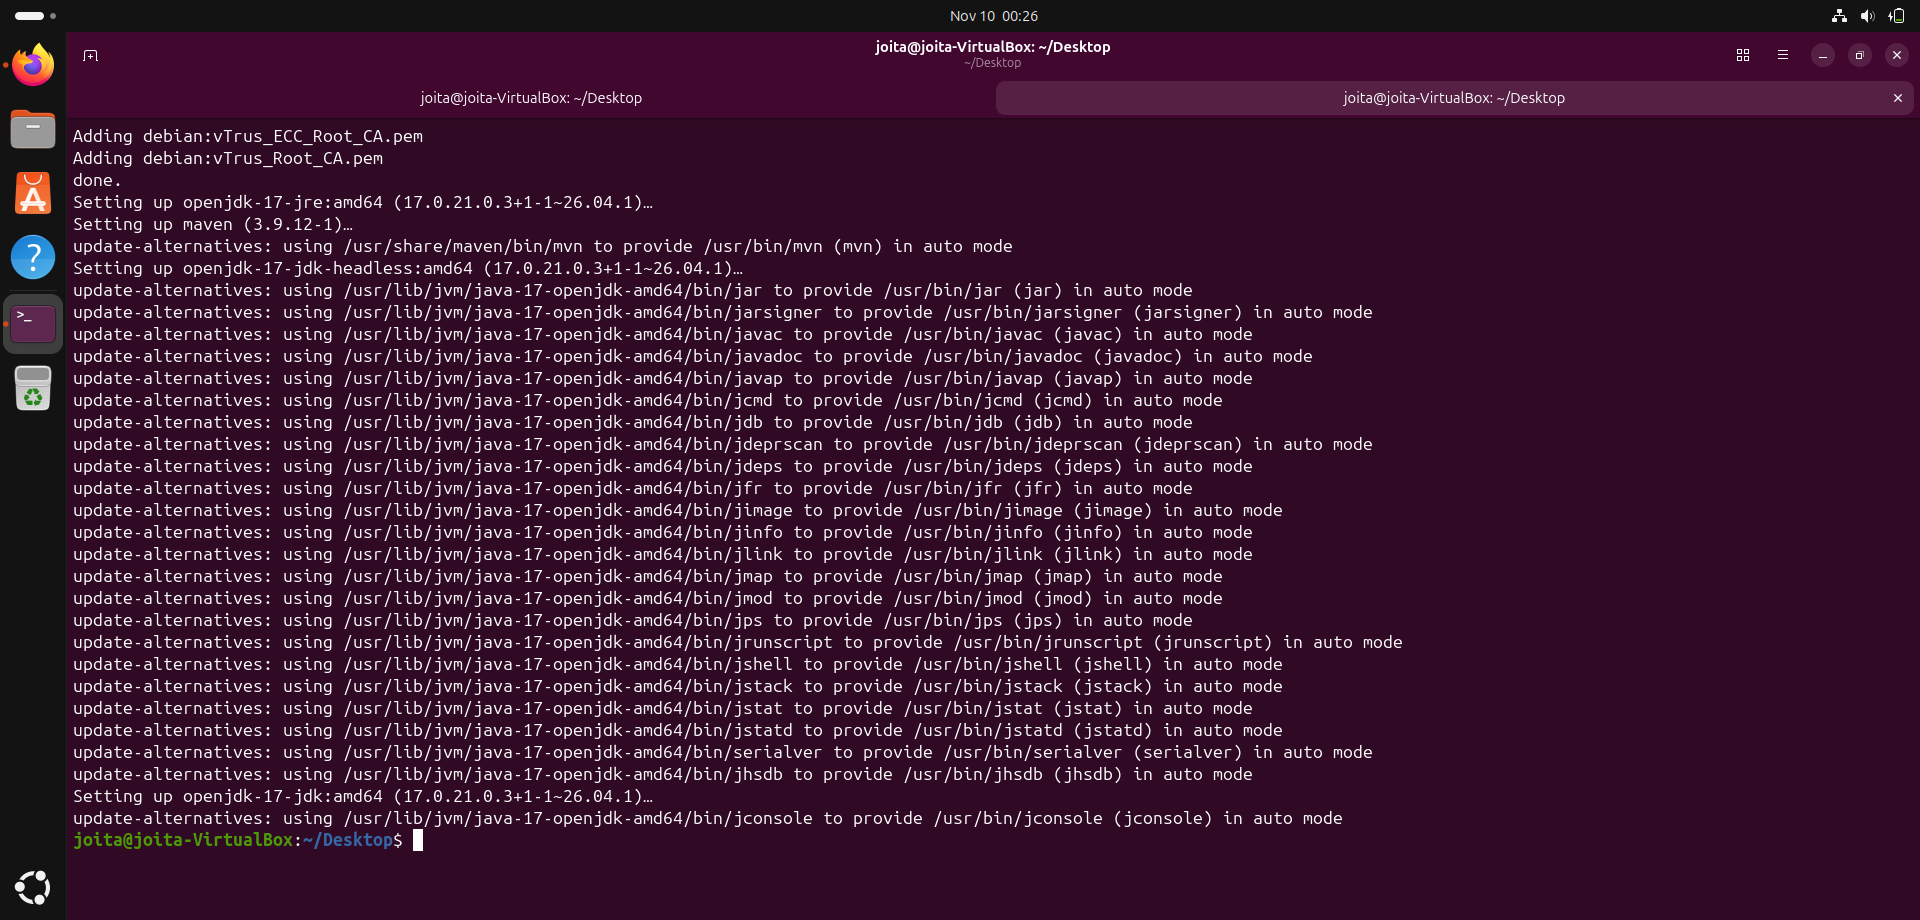 Nov 10 00:26
joita@joita-VirtualBox: ~/Desktop
~/Desktop
joita@joita-VirtualBox: ~/Desktop
joita@joita-VirtualBox: ~/Desktop
Adding debian:vTrus_ECC_Root_CA.pem
Adding debian:vTrus_Root_CA.pem
done.
Setting up openjdk-17-jre:amd64 (17.0.21.0.3+1-1~26.04.1)…
Setting up maven (3.9.12-1)…
update-alternatives: using /usr/share/maven/bin/mvn to provide /usr/bin/mvn (mvn) in auto mode
Setting up openjdk-17-jdk-headless:amd64 (17.0.21.0.3+1-1~26.04.1)…
update-alternatives: using /usr/lib/jvm/java-17-openjdk-amd64/bin/jar to provide /usr/bin/jar (jar) in auto mode
update-alternatives: using /usr/lib/jvm/java-17-openjdk-amd64/bin/jarsigner to provide /usr/bin/jarsigner (jarsigner) in auto mode
update-alternatives: using /usr/lib/jvm/java-17-openjdk-amd64/bin/javac to provide /usr/bin/javac (javac) in auto mode
update-alternatives: using /usr/lib/jvm/java-17-openjdk-amd64/bin/javadoc to provide /usr/bin/javadoc (javadoc) in auto mode
update-alternatives: using /usr/lib/jvm/java-17-openjdk-amd64/bin/javap to provide /usr/bin/javap (javap) in auto mode
update-alternatives: using /usr/lib/jvm/java-17-openjdk-amd64/bin/jcmd to provide /usr/bin/jcmd (jcmd) in auto mode
update-alternatives: using /usr/lib/jvm/java-17-openjdk-amd64/bin/jdb to provide /usr/bin/jdb (jdb) in auto mode
update-alternatives: using /usr/lib/jvm/java-17-openjdk-amd64/bin/jdeprscan to provide /usr/bin/jdeprscan (jdeprscan) in auto mode
update-alternatives: using /usr/lib/jvm/java-17-openjdk-amd64/bin/jdeps to provide /usr/bin/jdeps (jdeps) in auto mode
update-alternatives: using /usr/lib/jvm/java-17-openjdk-amd64/bin/jfr to provide /usr/bin/jfr (jfr) in auto mode
update-alternatives: using /usr/lib/jvm/java-17-openjdk-amd64/bin/jimage to provide /usr/bin/jimage (jimage) in auto mode
update-alternatives: using /usr/lib/jvm/java-17-openjdk-amd64/bin/jinfo to provide /usr/bin/jinfo (jinfo) in auto mode
update-alternatives: using /usr/lib/jvm/java-17-openjdk-amd64/bin/jlink to provide /usr/bin/jlink (jlink) in auto mode
update-alternatives: using /usr/lib/jvm/java-17-openjdk-amd64/bin/jmap to provide /usr/bin/jmap (jmap) in auto mode
update-alternatives: using /usr/lib/jvm/java-17-openjdk-amd64/bin/jmod to provide /usr/bin/jmod (jmod) in auto mode
update-alternatives: using /usr/lib/jvm/java-17-openjdk-amd64/bin/jps to provide /usr/bin/jps (jps) in auto mode
update-alternatives: using /usr/lib/jvm/java-17-openjdk-amd64/bin/jrunscript to provide /usr/bin/jrunscript (jrunscript) in auto mode
update-alternatives: using /usr/lib/jvm/java-17-openjdk-amd64/bin/jshell to provide /usr/bin/jshell (jshell) in auto mode
update-alternatives: using /usr/lib/jvm/java-17-openjdk-amd64/bin/jstack to provide /usr/bin/jstack (jstack) in auto mode
update-alternatives: using /usr/lib/jvm/java-17-openjdk-amd64/bin/jstat to provide /usr/bin/jstat (jstat) in auto mode
update-alternatives: using /usr/lib/jvm/java-17-openjdk-amd64/bin/jstatd to provide /usr/bin/jstatd (jstatd) in auto mode
update-alternatives: using /usr/lib/jvm/java-17-openjdk-amd64/bin/serialver to provide /usr/bin/serialver (serialver) in auto mode
update-alternatives: using /usr/lib/jvm/java-17-openjdk-amd64/bin/jhsdb to provide /usr/bin/jhsdb (jhsdb) in auto mode
Setting up openjdk-17-jdk:amd64 (17.0.21.0.3+1-1~26.04.1)…
update-alternatives: using /usr/lib/jvm/java-17-openjdk-amd64/bin/jconsole to provide /usr/bin/jconsole (jconsole) in auto mode
joita@joita-VirtualBox:~/Desktop$